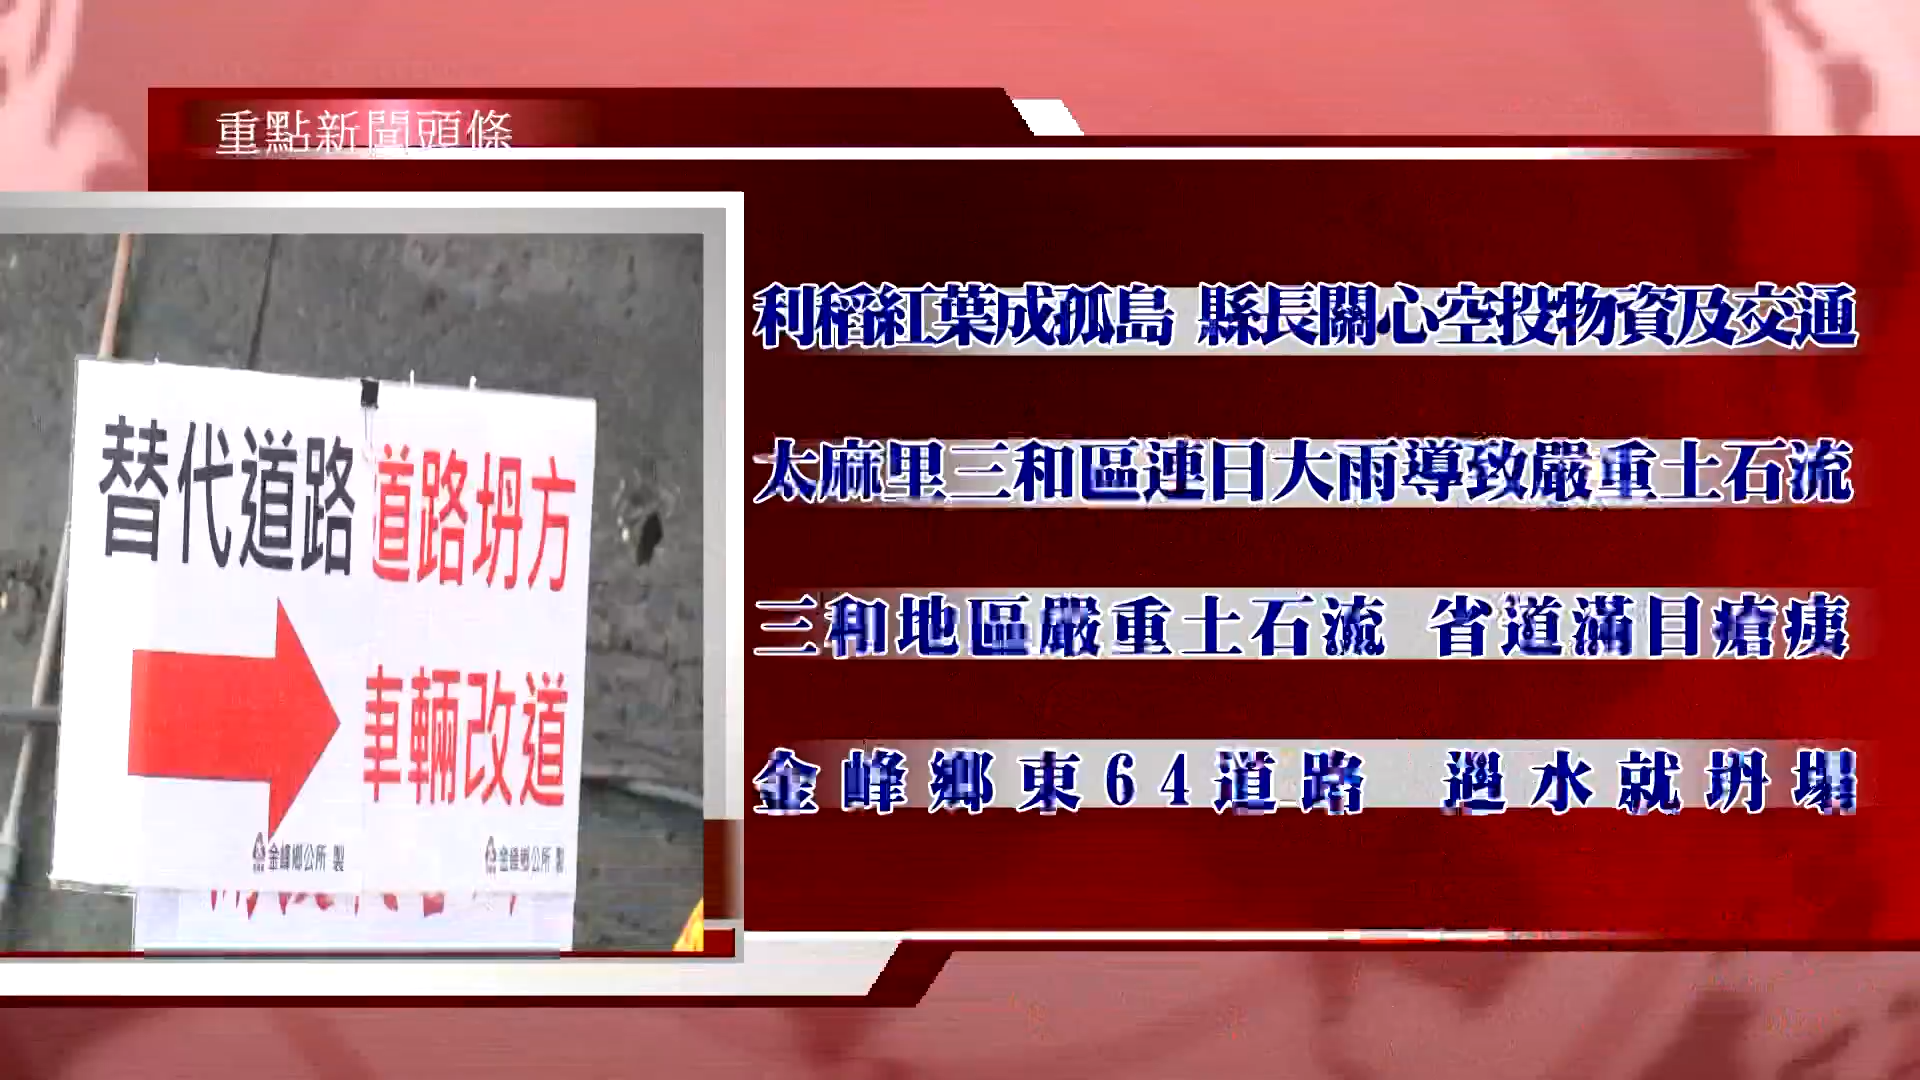 重點新聞頭條
利稻紅葉成孤島 縣長關心空投物資及交通
太麻里三和區連日大雨導致嚴重土石流
三和地區嚴重土石流 省道滿目瘡痍
金峰鄉東64道路 遇水就坍塌
替代道路
道路坍方
車輛改道
金峰鄉公所 製
金峰鄉公所 製